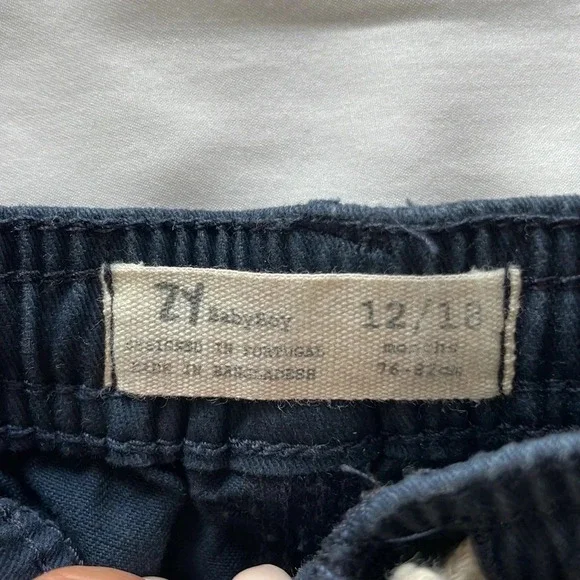 ZY BabyBoy
DESIGNED IN PORTUGAL
MADE IN BANGLADESH
12/18
months
76-82cm